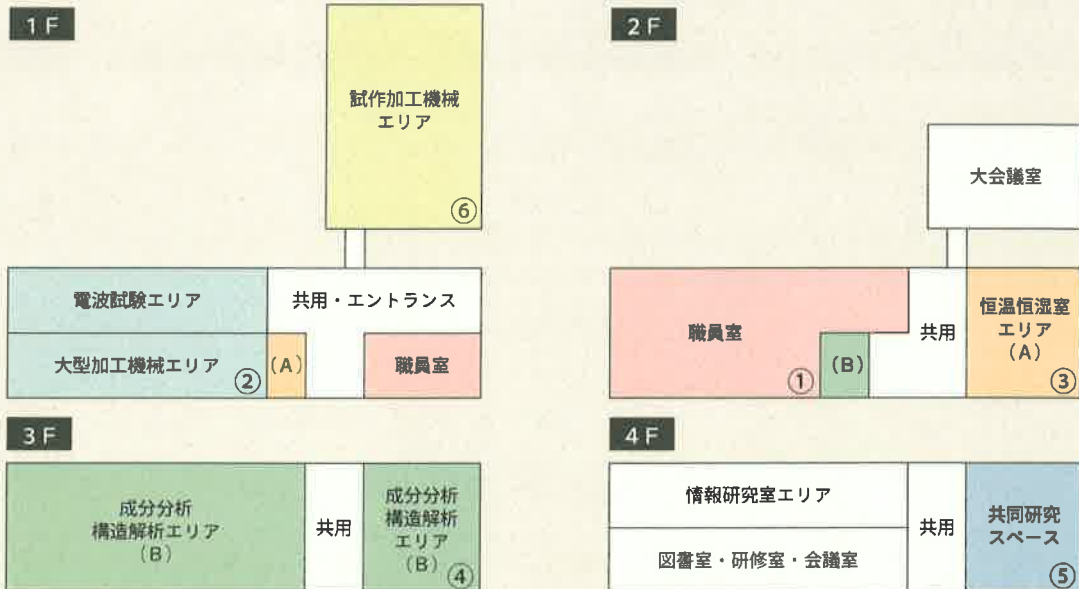 1F
試作加工機械
エリア
⑥
電波試験エリア
共用・エントランス
大型加工機械エリア
②
(A)
職員室
2F
大会議室
職員室
①
(B)
共用
恒温恒湿室
エリア
(A)
③
3F
成分分析
構造解析エリア
(B)
共用
成分分析
構造解析
エリア
(B)
④
4F
情報研究室エリア
図書室・研修室・会議室
共用
共同研究
スペース
⑤